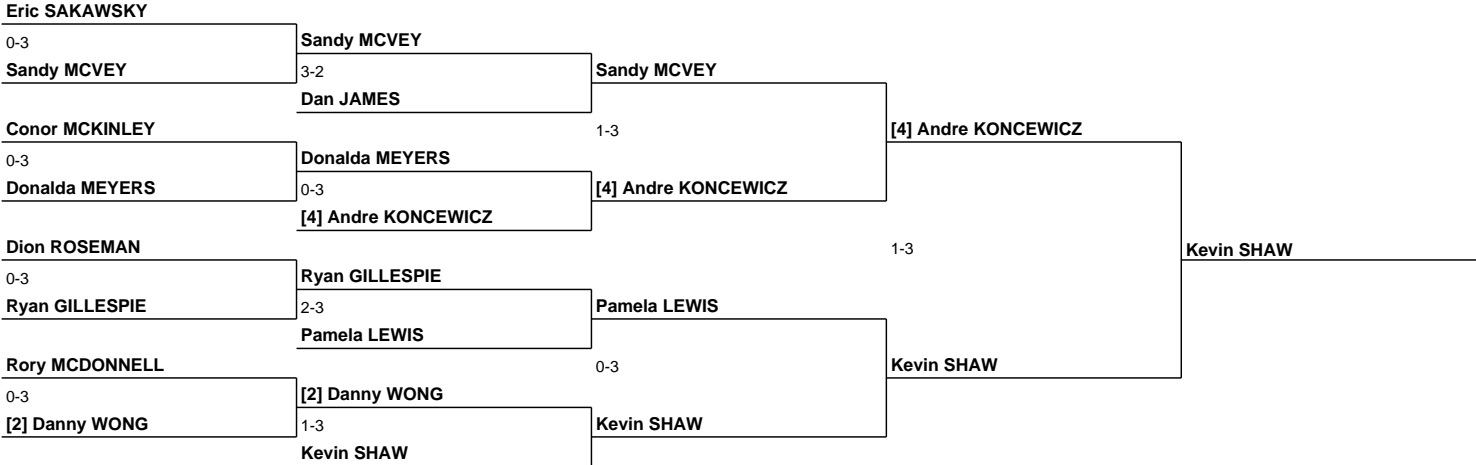 Eric SAKAWSKY
0-3
Sandy MCVEY
Sandy MCVEY
3-2
Dan JAMES
Sandy MCVEY
Conor MCKINLEY
0-3
Donalda MEYERS
Donalda MEYERS
0-3
[4] Andre KONCEWICZ
1-3
[4] Andre KONCEWICZ
[4] Andre KONCEWICZ
Dion ROSEMAN
0-3
Ryan GILLESPIE
Ryan GILLESPIE
2-3
Pamela LEWIS
Pamela LEWIS
1-3
Kevin SHAW
Rory MCDONNELL
0-3
[2] Danny WONG
[2] Danny WONG
1-3
Kevin SHAW
0-3
Kevin SHAW
Kevin SHAW